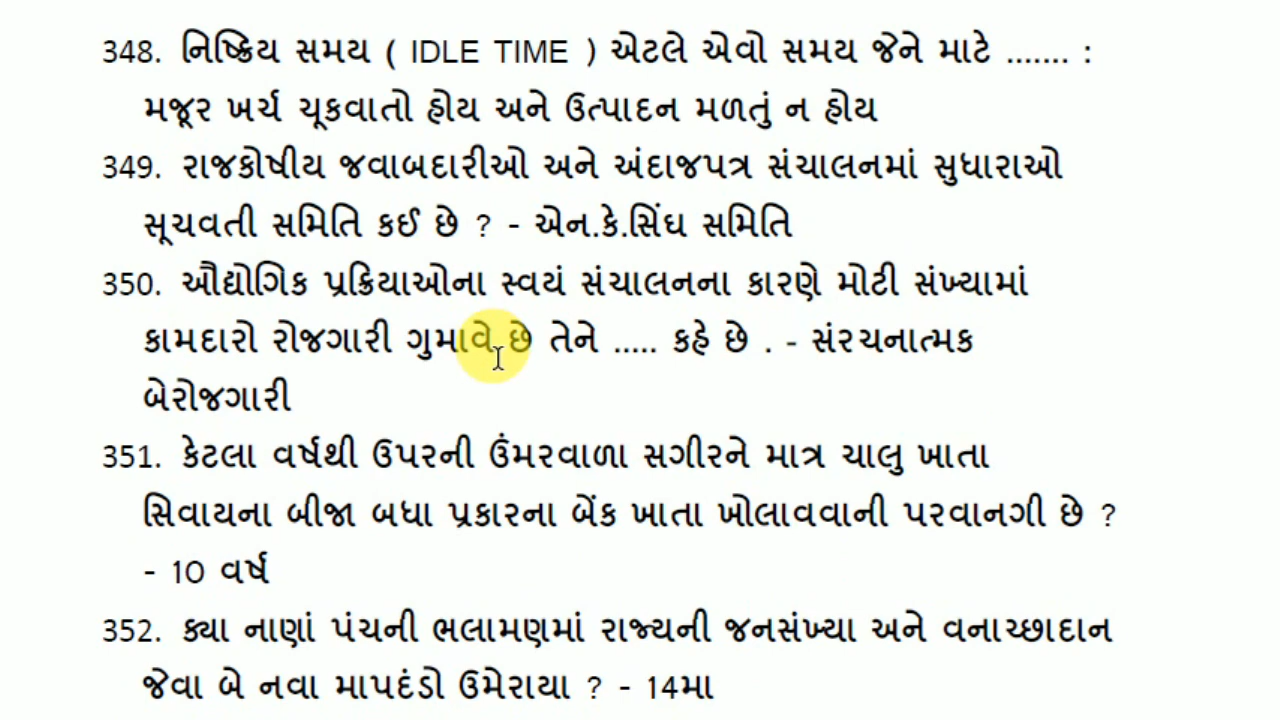 348. નિષ્ક્રિય સમય ( IDLE TIME ) એટલે એવો સમય જેને માટે ....... :
મજૂર ખર્ચ ચૂકવાતો હોય અને ઉત્પાદન મળતું ન હોય
349. રાજકોષીય જવાબદારીઓ અને અંદાજપત્ર સંચાલનમાં સુધારાઓ
સૂચવતી સમિતિ કઈ છે ? - એન.કે.સિંઘ સમિતિ
350. ઔદ્યોગિક પ્રક્રિયાઓના સ્વયં સંચાલનના કારણે મોટી સંખ્યામાં
કામદારો રોજગારી ગુમાવે છે તેને ..... કહે છે . - સંરચનાત્મક
બેરોજગારી
351. કેટલા વર્ષથી ઉપરની ઉંમરવાળા સગીરને માત્ર ચાલુ ખાતા
સિવાયના બીજા બધા પ્રકારના બેંક ખાતા ખોલાવવાની પરવાનગી છે ?
- 10 વર્ષ
352. ક્યા નાણાં પંચની ભલામણમાં રાજ્યની જનસંખ્યા અને વનાચ્છાદાન
જેવા બે નવા માપદંડો ઉમેરાયા ? - 14મા